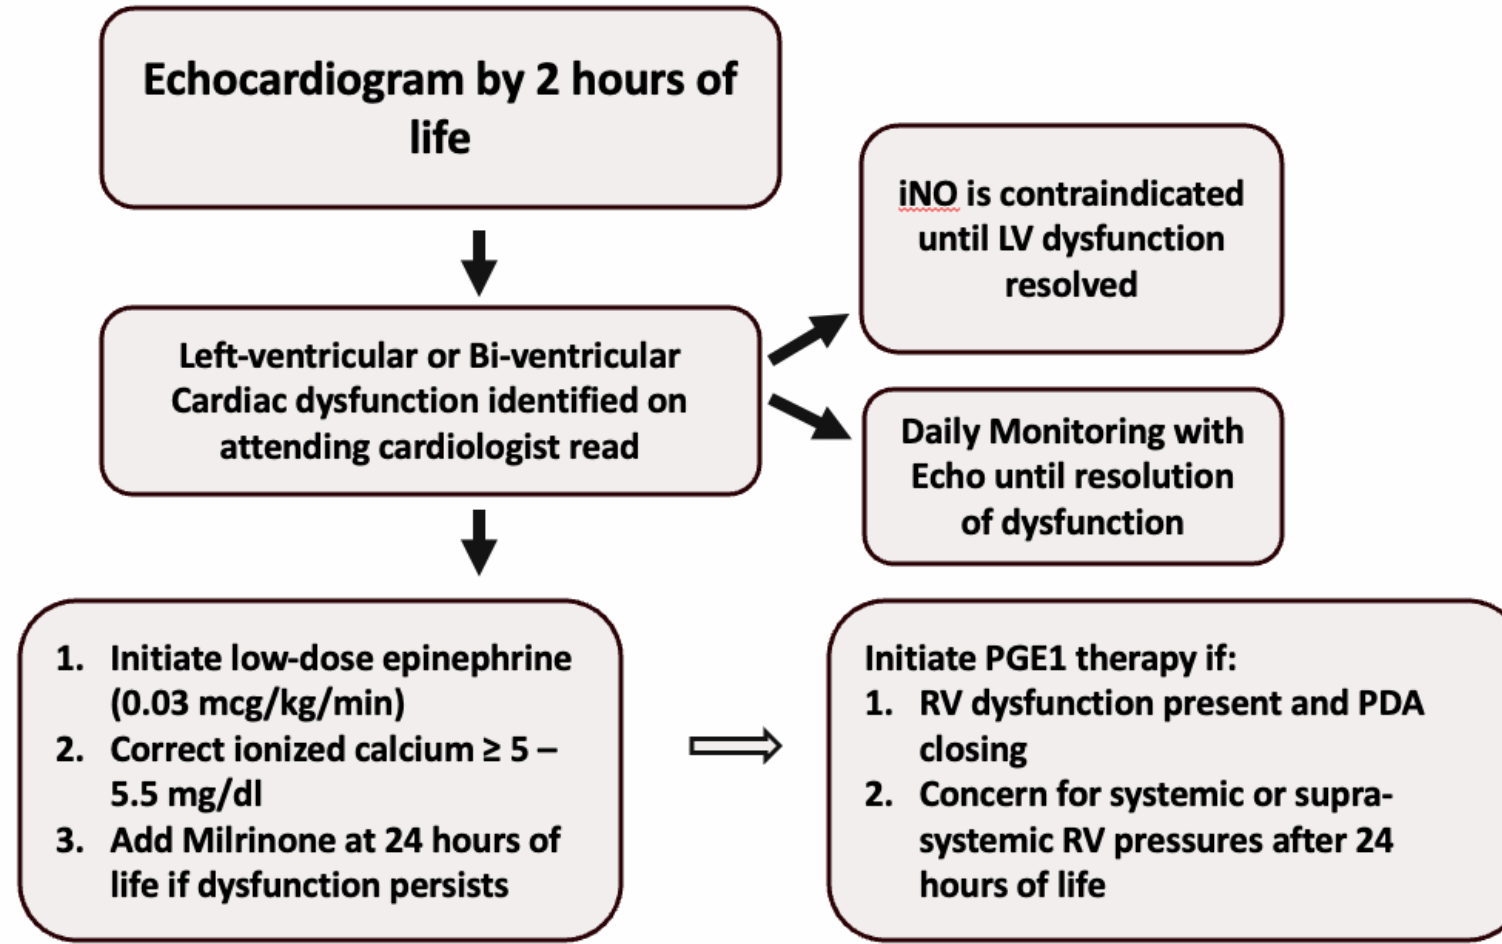 Echocardiogram by 2 hours of
life
iNO is contraindicated
until LV dysfunction
resolved
Left-ventricular or Bi-ventricular
Cardiac dysfunction identified on
attending cardiologist read
Daily Monitoring with
Echo until resolution
of dysfunction
1. Initiate low-dose epinephrine
(0.03 mcg/kg/min)
2. Correct ionized calcium ≥ 5 –
5.5 mg/dl
3. Add Milrinone at 24 hours of
life if dysfunction persists
Initiate PGE1 therapy if:
1. RV dysfunction present and PDA
closing
2. Concern for systemic or supra-
systemic RV pressures after 24
hours of life